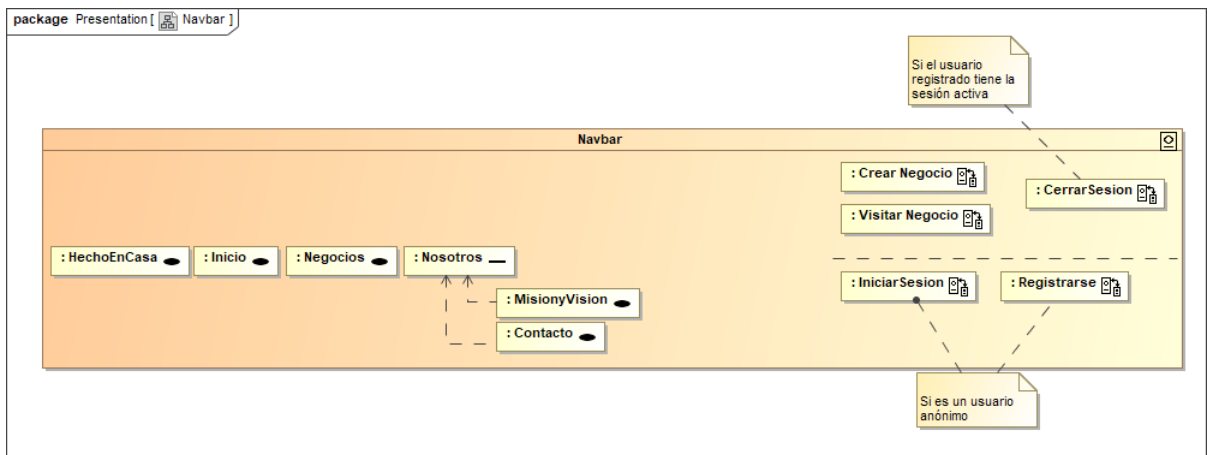 package Presentation [ Navbar ]
Si el usuario
registrado tiene la
sesión activa
Navbar
: Crear Negocio
: CerrarSesion
: Visitar Negocio
: HechoEnCasa
: Inicio
: Negocios
: Nosotros
: IniciarSesion
: Registrarse
: MisionyVision
: Contacto
Si es un usuario
anónimo